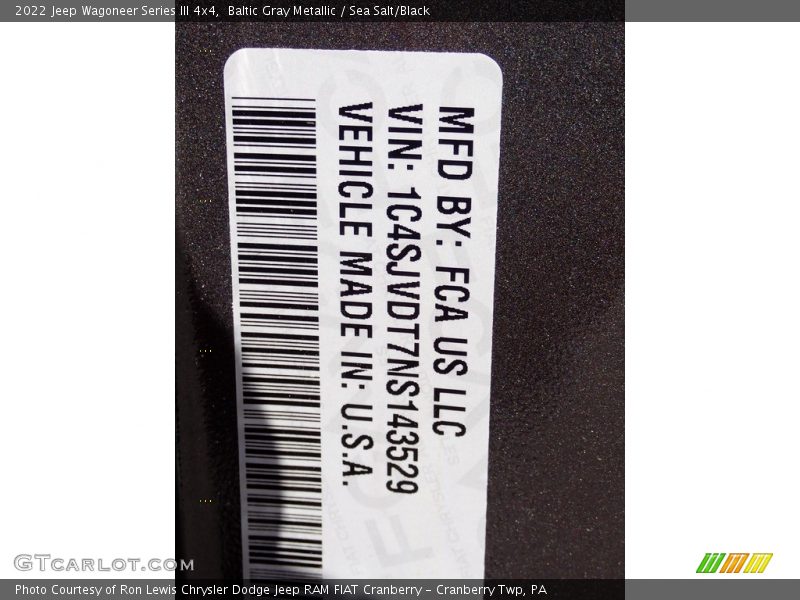 2022 Jeep Wagoneer Series III 4x4,  Baltic Gray Metallic / Sea Salt/Black
MFD BY: FCA US LLC
VIN: 1C4SJVDT7NS143529
VEHICLE MADE IN: U.S.A.
GTCARLOT.COM
Photo Courtesy of Ron Lewis Chrysler Dodge Jeep RAM FIAT Cranberry - Cranberry Twp, PA